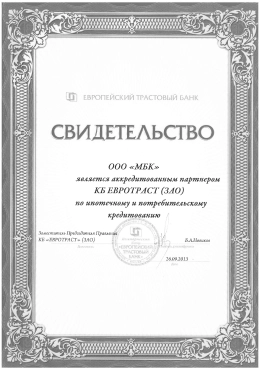 ЕВРОПЕЙСКИЙ ТРАСТОВЫЙ БАНК
СВИДЕТЕЛЬСТВО
ООО «МБК»
является аккредитованным партнером
КБ ЕВРОТРАСТ (ЗАО)
по ипотечному и потребительскому
кредитованию
Заместитель Председателя Правления
КБ «ЕВРОТРАСТ» (ЗАО)
ЕВРОПЕЙСКИЙ
ТРАСТОВЫЙ
БАНК
26.09.2013